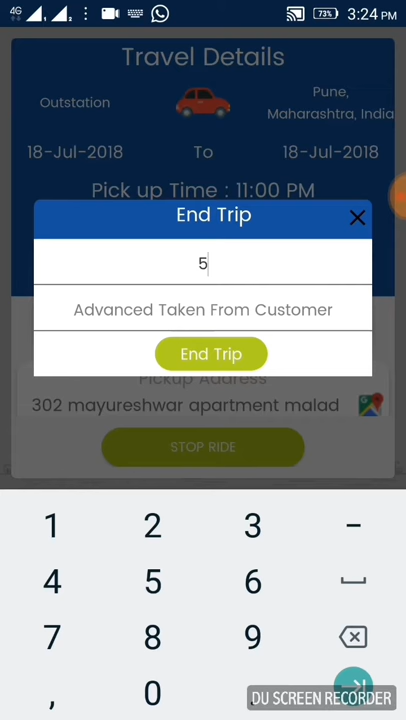 4G 1 2 73% 3:24 PM
Travel Details
Outstation
Pune,
Maharashtra, India
18-Jul-2018 To 18-Jul-2018
Pick up Time : 11:00 PM
End Trip
5
Advanced Taken From Customer
End Trip
Pickup Address
302 mayureshwar apartment malad
STOP RIDE
1 2 3 -
4 5 6
7 8 9
, 0 .
DU SCREEN RECORDER